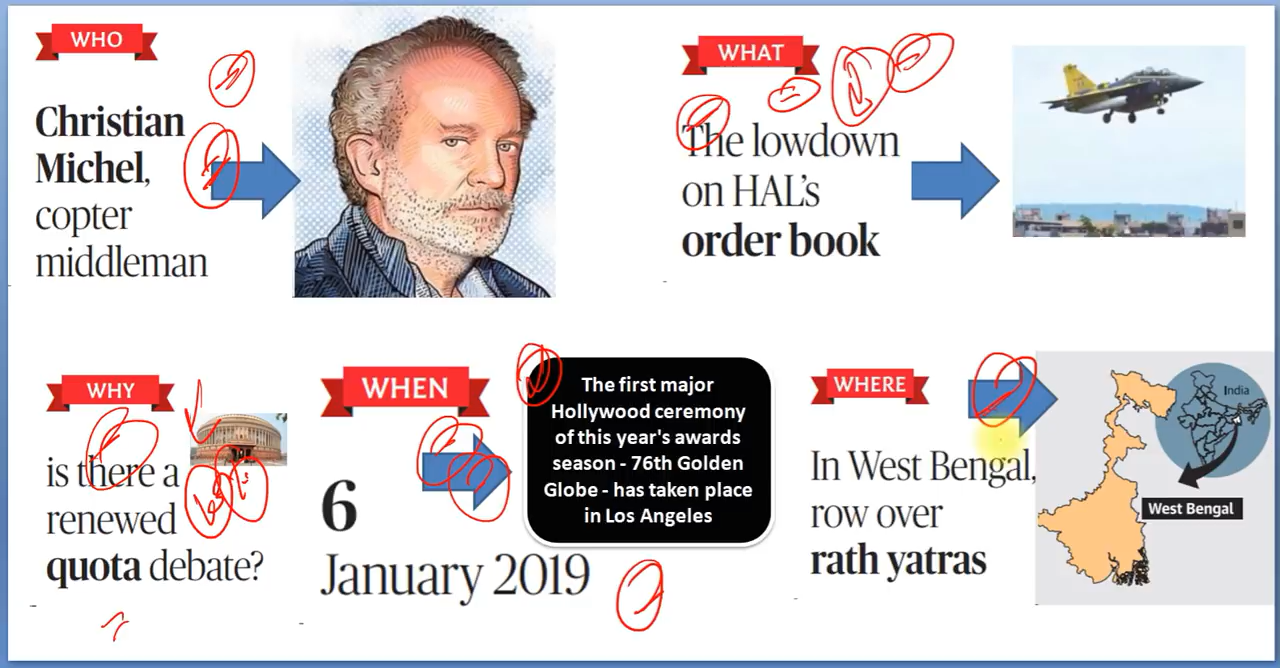 WHO
Christian
Michel,
copter
middleman
WHAT
The lowdown
on HAL's
order book
WHY
is there a
renewed
quota debate?
WHEN
6
January 2019
The first major
Hollywood ceremony
of this year's awards
season - 76th Golden
Globe - has taken place
in Los Angeles
WHERE
In West Bengal,
row over
rath yatras
India
West Bengal